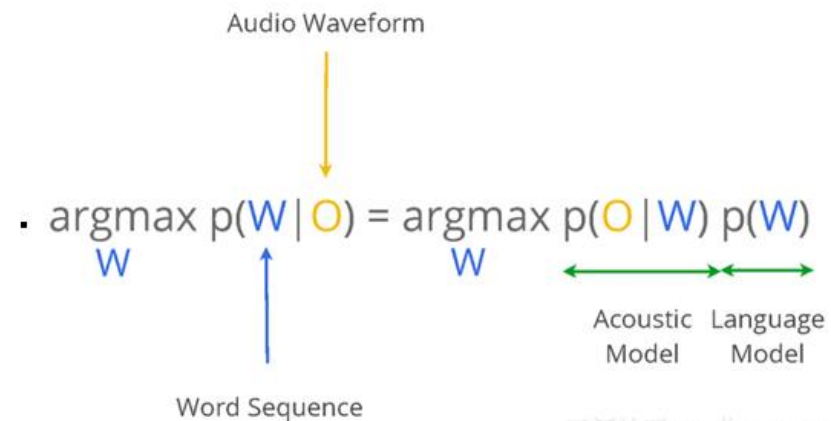 Audio Waveform
▪ argmax p(W|O) = argmax p(O|W) p(W)
W W
Acoustic Language
Model Model
Word Sequence